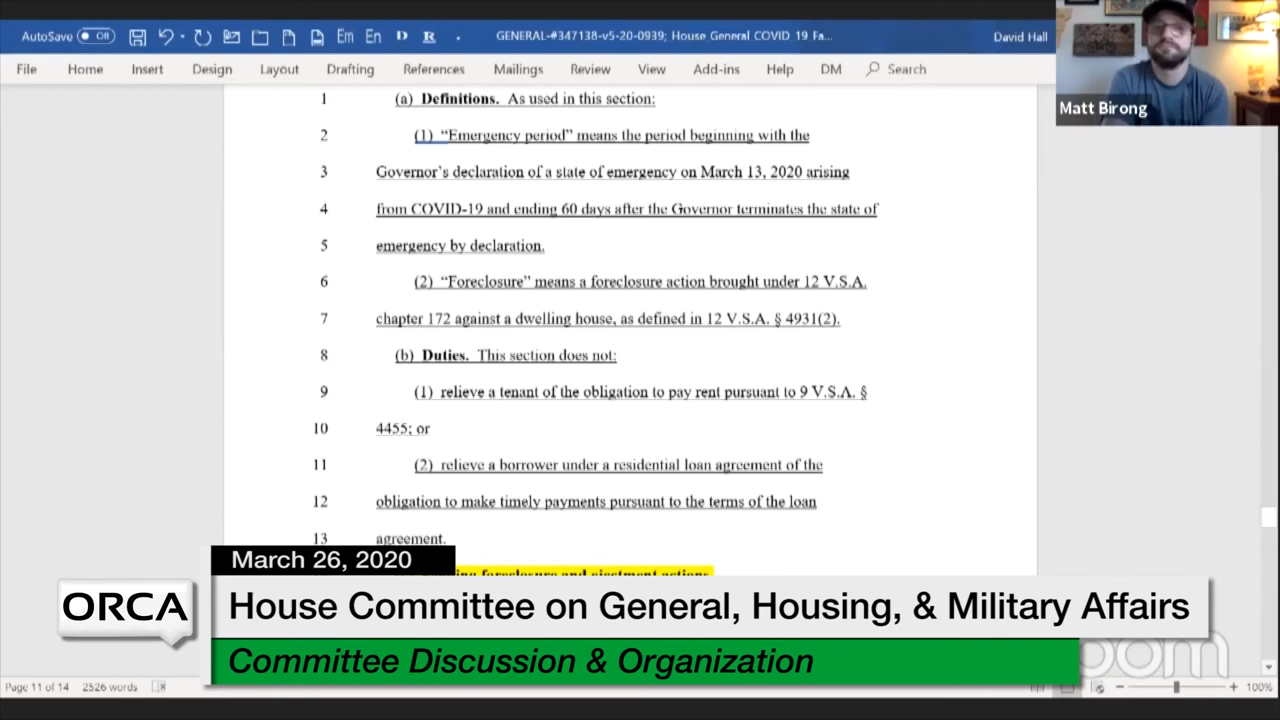 AutoSave Off Em En D R GENERAL-#347138-v5-20-0939; House General COVID 19 Fa... David Hall
File Home Insert Design Layout Drafting References Mailings Review View Add-ins Help DM Search
Matt Birong
1 (a) Definitions. As used in this section:
2 (1) “Emergency period” means the period beginning with the
3 Governor’s declaration of a state of emergency on March 13, 2020 arising
4 from COVID-19 and ending 60 days after the Governor terminates the state of
5 emergency by declaration.
6 (2) “Foreclosure” means a foreclosure action brought under 12 V.S.A.
7 chapter 172 against a dwelling house, as defined in 12 V.S.A. § 4931(2).
8 (b) Duties. This section does not:
9 (1) relieve a tenant of the obligation to pay rent pursuant to 9 V.S.A. §
10 4455; or
11 (2) relieve a borrower under a residential loan agreement of the
12 obligation to make timely payments pursuant to the terms of the loan
13 agreement.
foreclosure and ejectment actions
March 26, 2020
ORCA
House Committee on General, Housing, & Military Affairs
Committee Discussion & Organization
Page 11 of 14 2526 words 100%